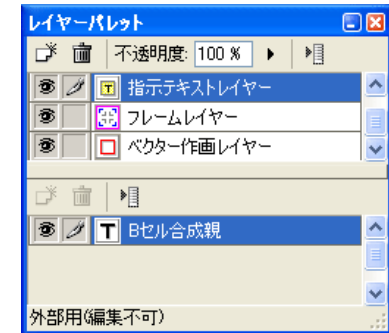 レイヤーパレット
不透明度: 100 %
指示テキストレイヤー
フレームレイヤー
ベクター作画レイヤー
Bセル合成親
外部用(編集不可)